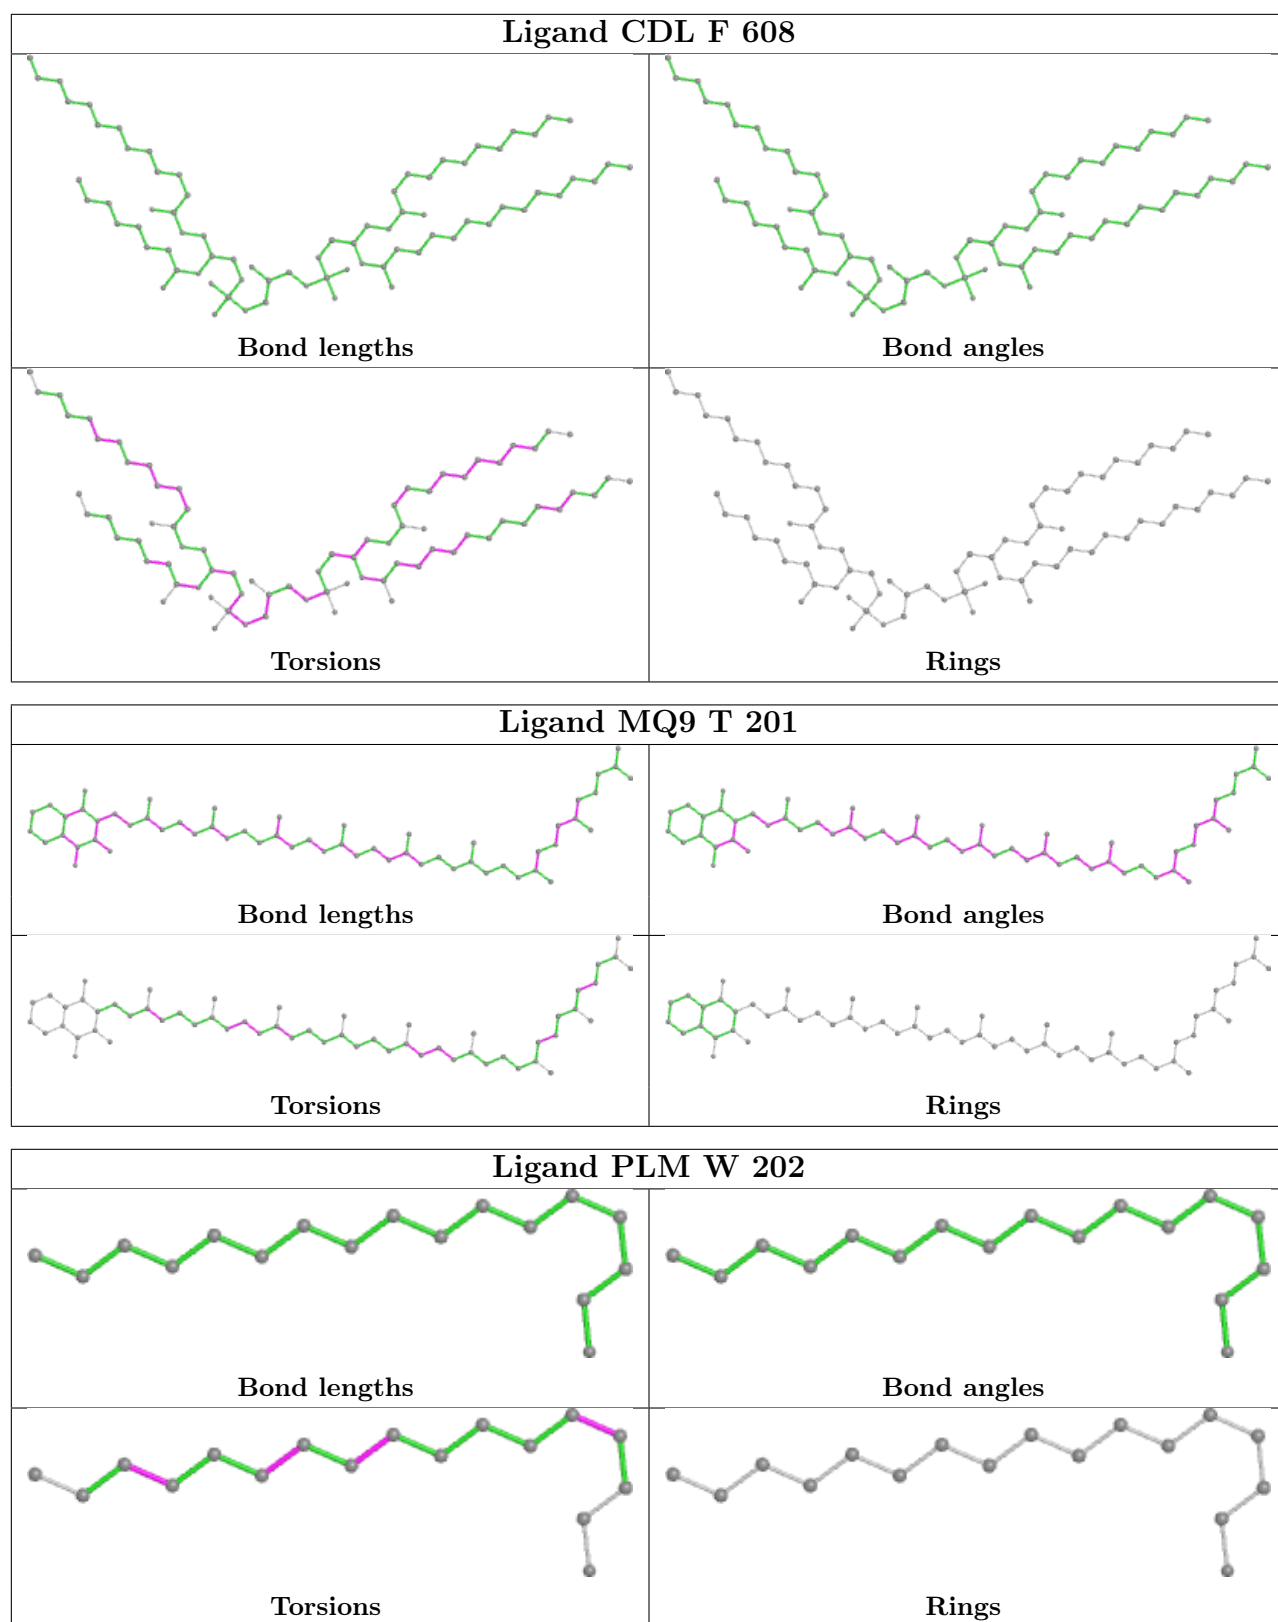 Ligand CDL F 608
Bond lengths
Bond angles
Torsions
Rings
Ligand MQ9 T 201
Bond lengths
Bond angles
Torsions
Rings
Ligand PLM W 202
Bond lengths
Bond angles
Torsions
Rings